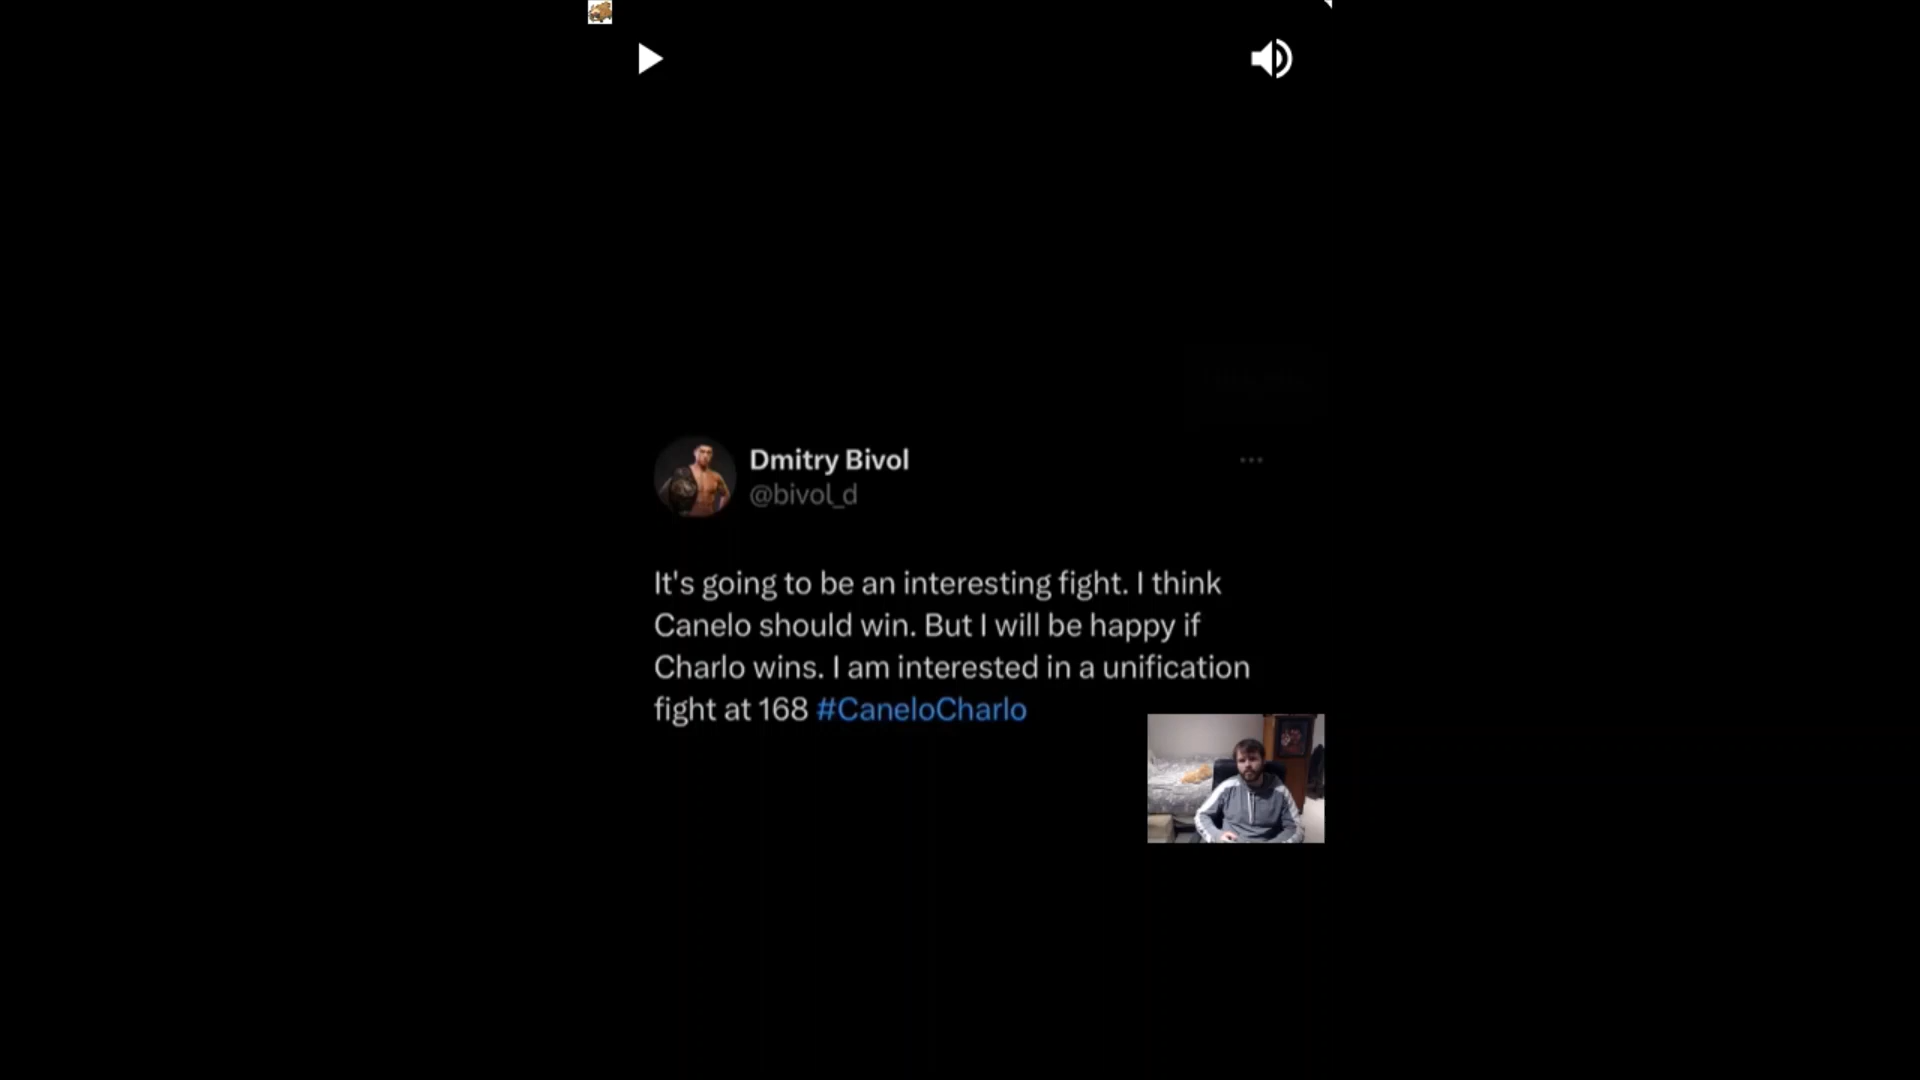 Dmitry Bivol
@bivol_d
It's going to be an interesting fight. I think
Canelo should win. But I will be happy if
Charlo wins. I am interested in a unification
fight at 168 #CaneloCharlo